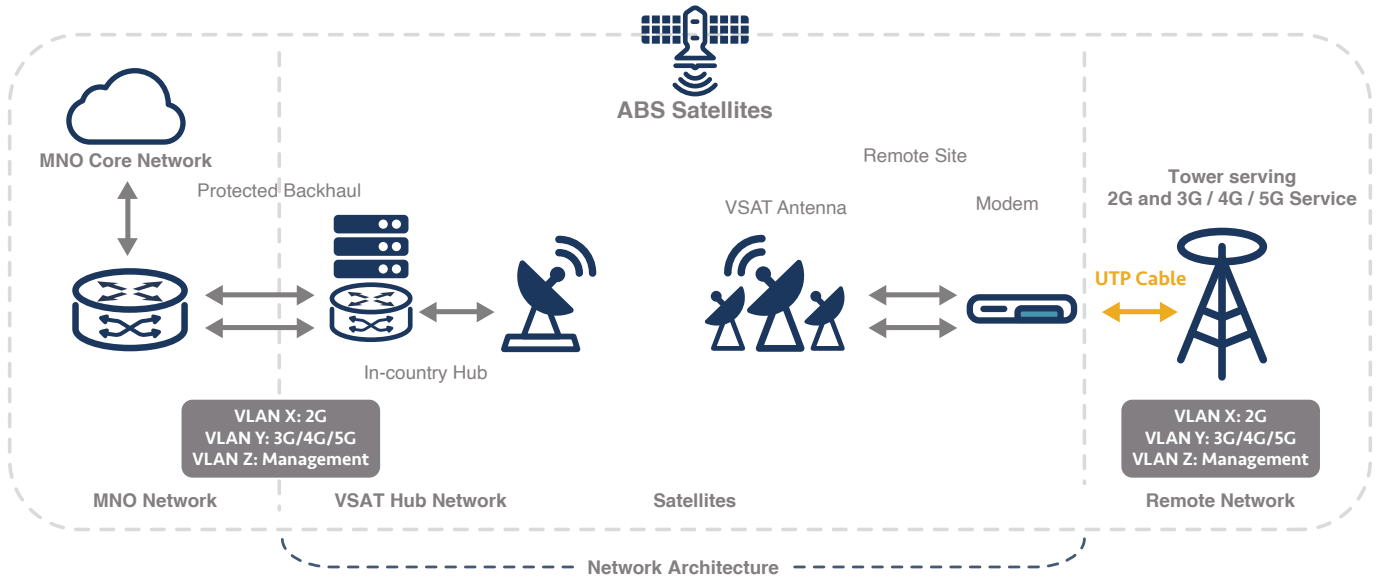 ABS Satellites
MNO Core Network
Protected Backhaul
In-country Hub
VSAT Antenna
Remote Site
Modem
Tower serving
2G and 3G / 4G / 5G Service
UTP Cable
VLAN X: 2G
VLAN Y: 3G/4G/5G
VLAN Z: Management
VLAN X: 2G
VLAN Y: 3G/4G/5G
VLAN Z: Management
MNO Network
VSAT Hub Network
Satellites
Remote Network
Network Architecture